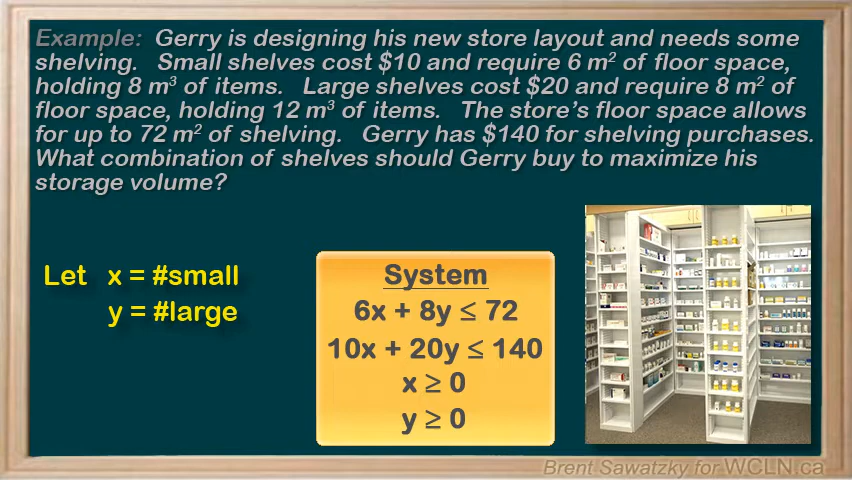 Example: Gerry is designing his new store layout and needs some
shelving. Small shelves cost $10 and require 6 m² of floor space,
holding 8 m³ of items. Large shelves cost $20 and require 8 m² of
floor space, holding 12 m³ of items. The store's floor space allows
for up to 72 m² of shelving. Gerry has $140 for shelving purchases.
What combination of shelves should Gerry buy to maximize his
storage volume?
Let x = #small
y = #large
System
6x + 8y ≤ 72
10x + 20y ≤ 140
x ≥ 0
y ≥ 0
Brent Sawatzky for WCLN.ca